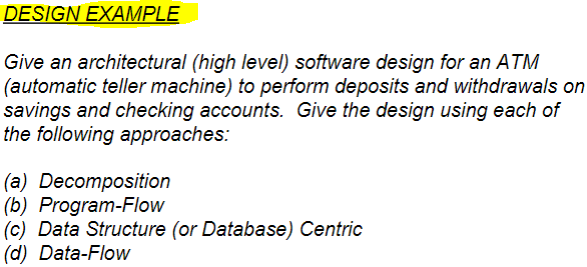 DESIGN EXAMPLE
Give an architectural (high level) software design for an ATM
(automatic teller machine) to perform deposits and withdrawals on
savings and checking accounts.  Give the design using each of
the following approaches:
(a)  Decomposition
(b)  Program-Flow
(c)  Data Structure (or Database) Centric
(d)  Data-Flow